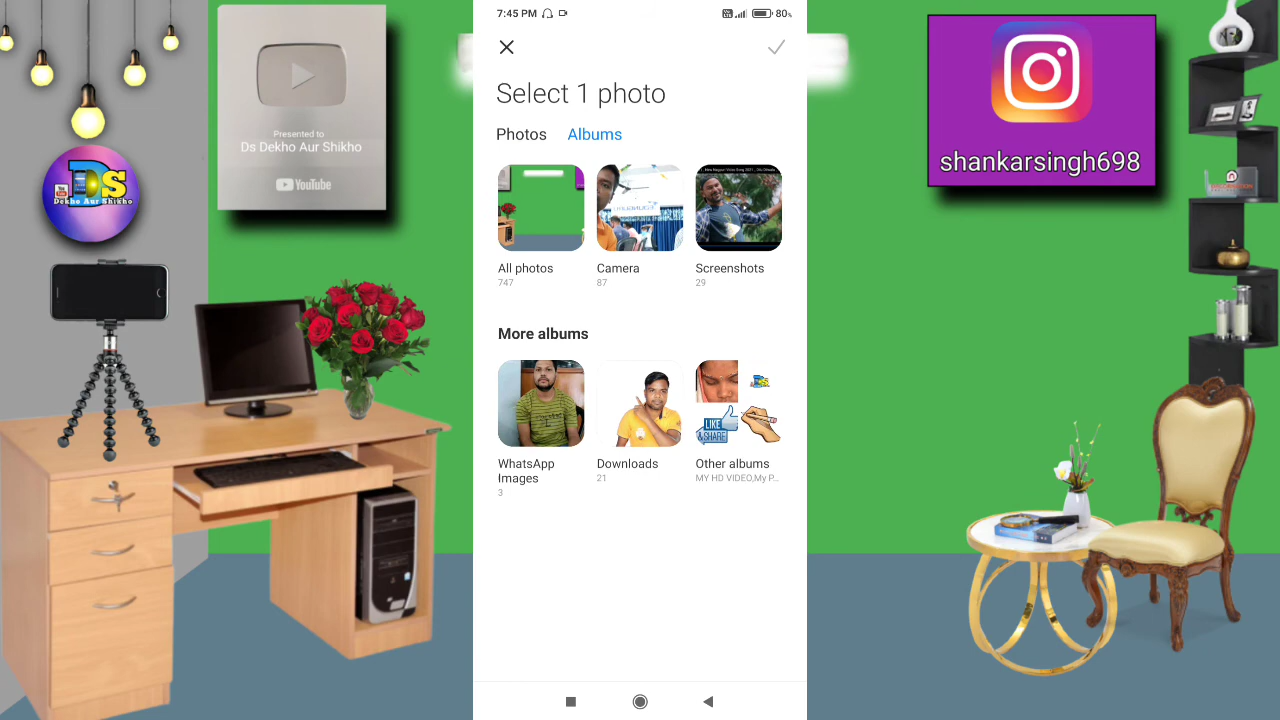 Presented to
Ds Dekho Aur Shikho
YouTube
Ds
Dekho Aur Shikho
7:45 PM
80%
Select 1 photo
Photos Albums
All photos
747
Camera
87
Screenshots
29
More albums
WhatsApp
Images
3
Downloads
21
LIKE
&SHARE
Other albums
MY HD VIDEO,My P...
shankarsingh698